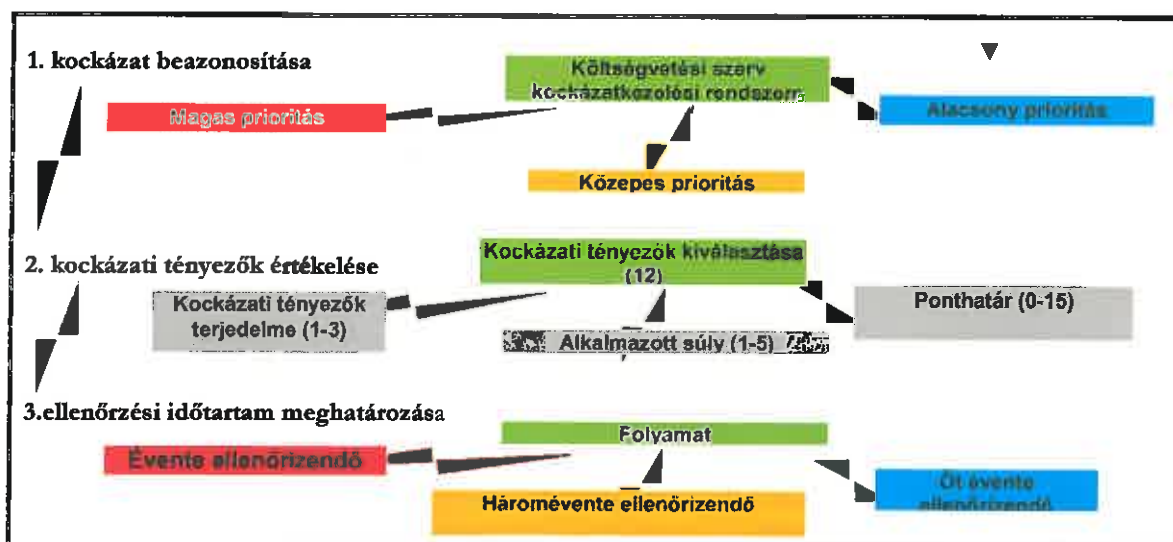 1. kockázat beazonosítása
Költségvetési szerv
kockázatkezelési rendszere
Magas prioritás
Alacsony prioritás
Közepes prioritás
2. kockázati tényezők értékelése
Kockázati tényezők kiválasztása
(12)
Kockázati tényezők
terjedelme (1-3)
Ponthatár (0-15)
Alkalmazott súly (1-5)
3.ellenőrzési időtartam meghatározása
Folyamat
Évente ellenőrizendő
Háromévente ellenőrizendő
Öt évente
ellenőrizendő